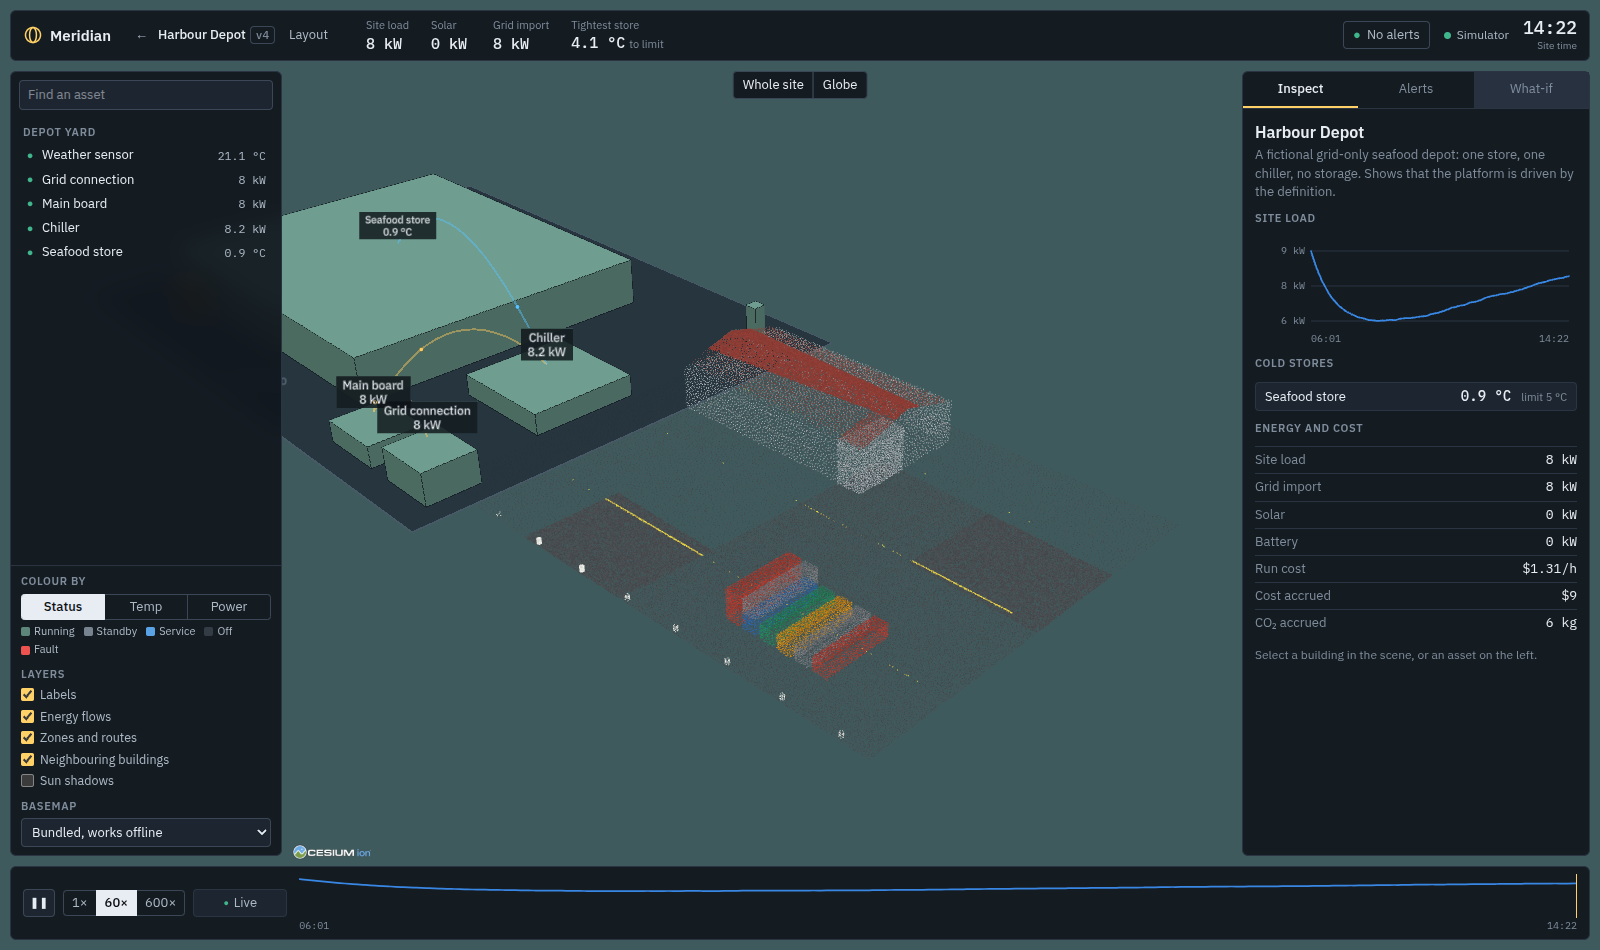 Meridian
← Harbour Depot v4 Layout
Site load
8 kW
Solar
0 kW
Grid import
8 kW
Tightest store
4.1 °C to limit
No alerts
Simulator
14:22
Site time
Find an asset
DEPOT YARD
Weather sensor 21.1 °C
Grid connection 8 kW
Main board 8 kW
Chiller 8.2 kW
Seafood store 0.9 °C
COLOUR BY
Status Temp Power
Running Standby Service Off
Fault
LAYERS
Labels
Energy flows
Zones and routes
Neighbouring buildings
Sun shadows
BASEMAP
Bundled, works offline
Whole site Globe
Seafood store
0.9 °C
Chiller
8.2 kW
Main board
8 kW
Grid connection
8 kW
CESIUM ion
Inspect Alerts What-if
Harbour Depot
A fictional grid-only seafood depot: one store, one
chiller, no storage. Shows that the platform is driven by
the definition.
SITE LOAD
9 kW
8 kW
6 kW
06:01 14:22
COLD STORES
Seafood store 0.9 °C limit 5 °C
ENERGY AND COST
Site load 8 kW
Grid import 8 kW
Solar 0 kW
Battery 0 kW
Run cost $1.31/h
Cost accrued $9
CO₂ accrued 6 kg
Select a building in the scene, or an asset on the left.
1× 60× 600× Live
06:01 14:22